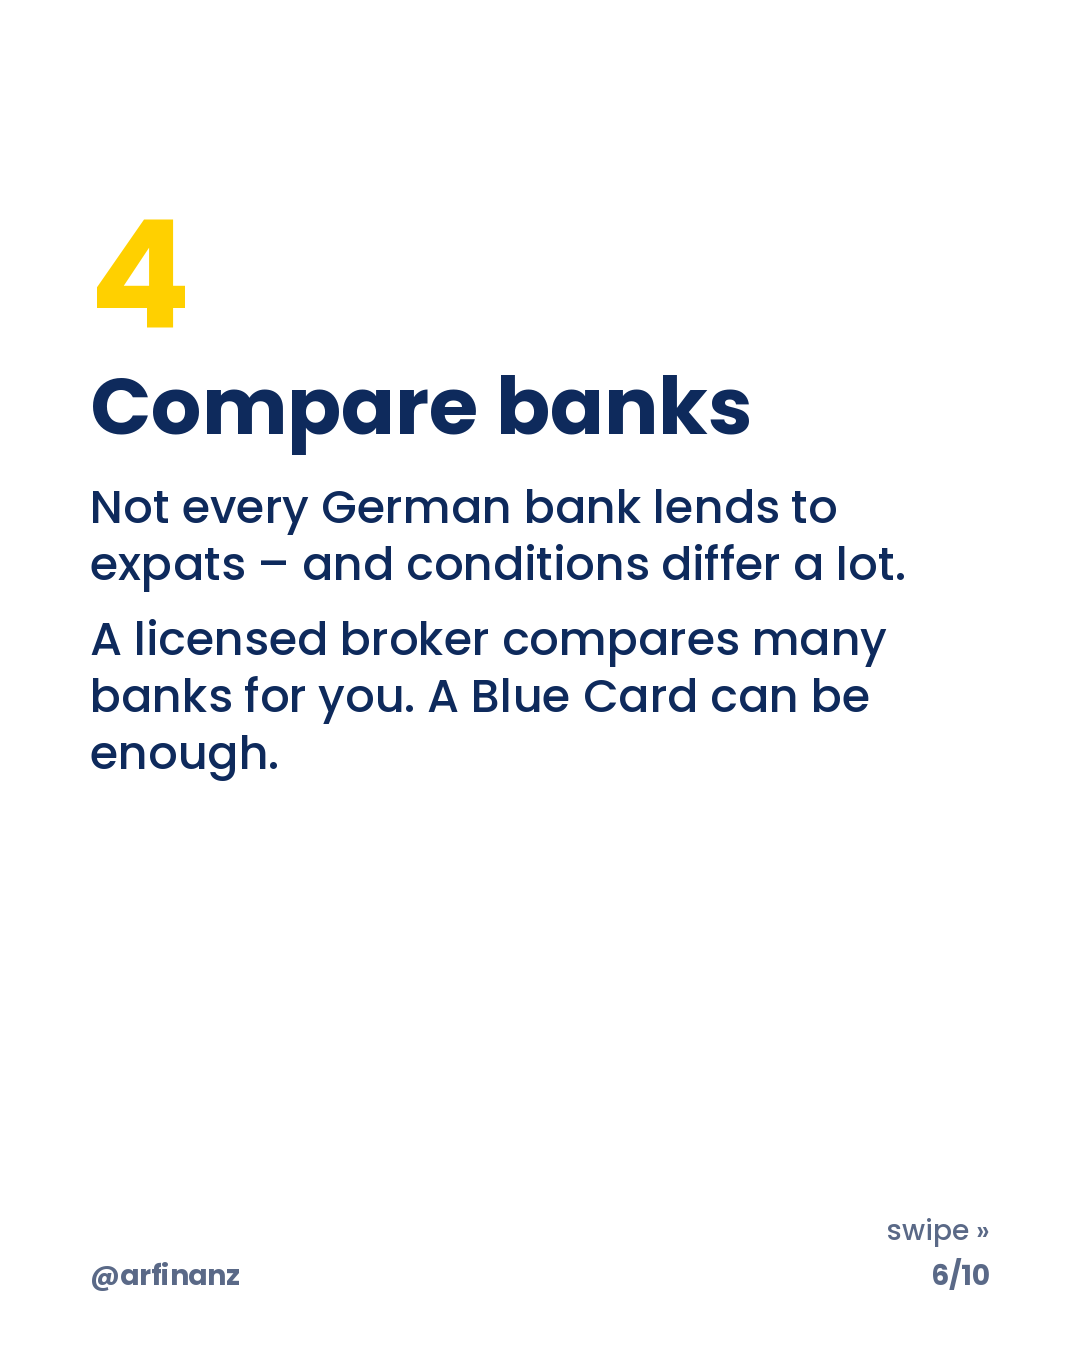 4
Compare banks
Not every German bank lends to
expats – and conditions differ a lot.
A licensed broker compares many
banks for you. A Blue Card can be
enough.
swipe »
@arfinanz
6/10